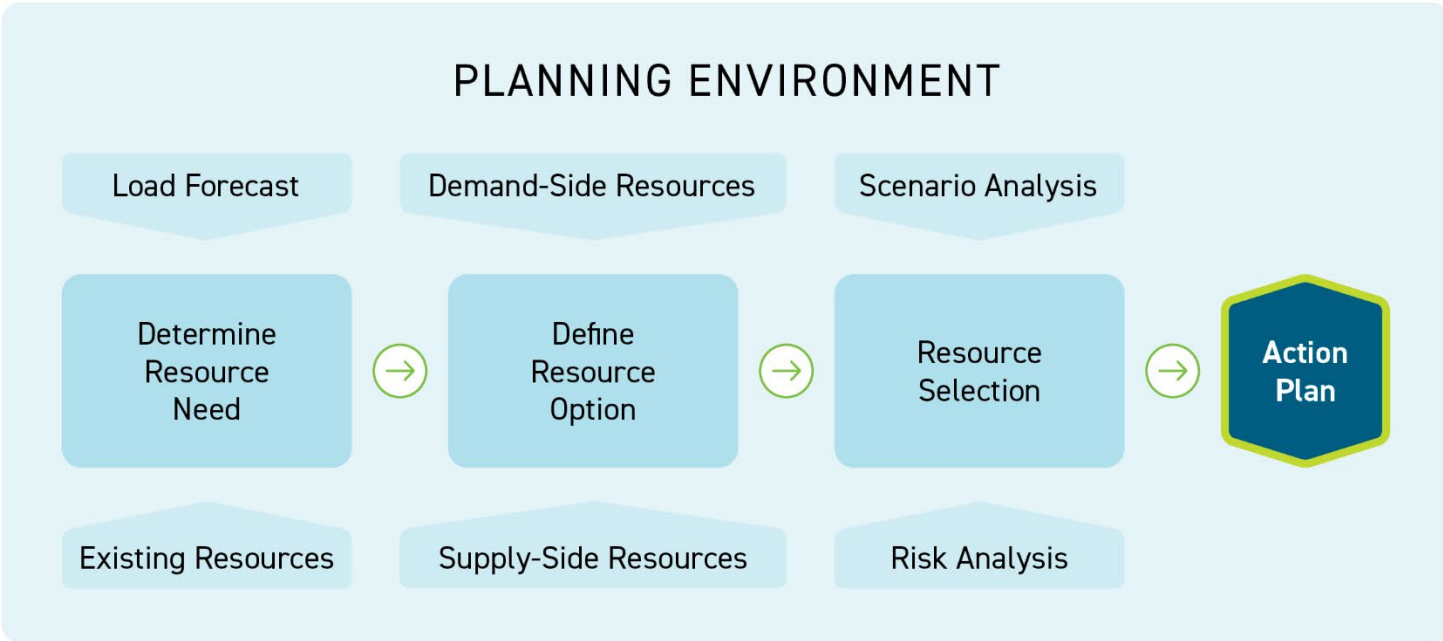 PLANNING ENVIRONMENT
Load Forecast
Demand-Side Resources
Scenario Analysis
Determine
Resource
Need
Define
Resource
Option
Resource
Selection
Action
Plan
Existing Resources
Supply-Side Resources
Risk Analysis